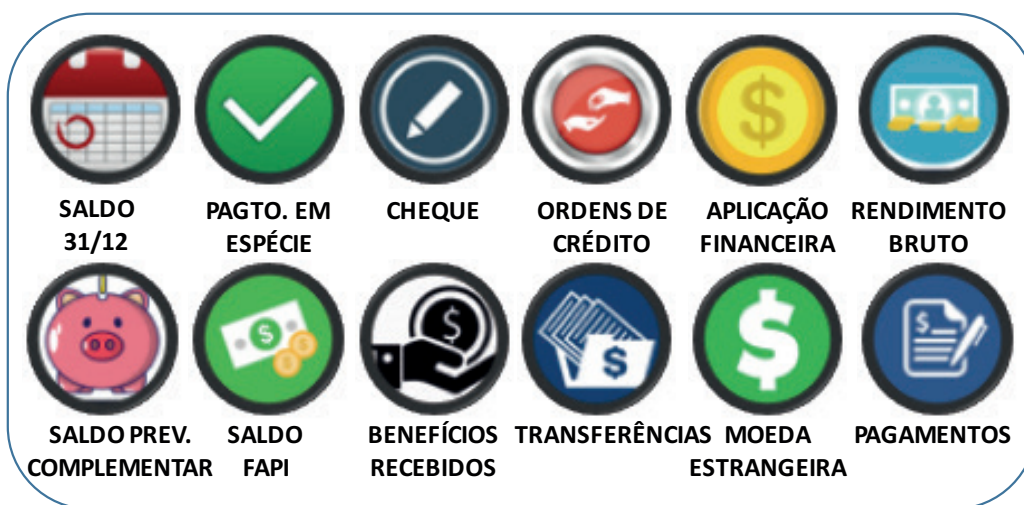 SALDO
31/12
PAGTO. EM
ESPÉCIE
CHEQUE
ORDENS DE
CRÉDITO
APLICAÇÃO
FINANCEIRA
RENDIMENTO
BRUTO
SALDO PREV.
COMPLEMENTAR
SALDO
FAPI
BENEFÍCIOS
RECEBIDOS
TRANSFERÊNCIAS
MOEDA
ESTRANGEIRA
PAGAMENTOS